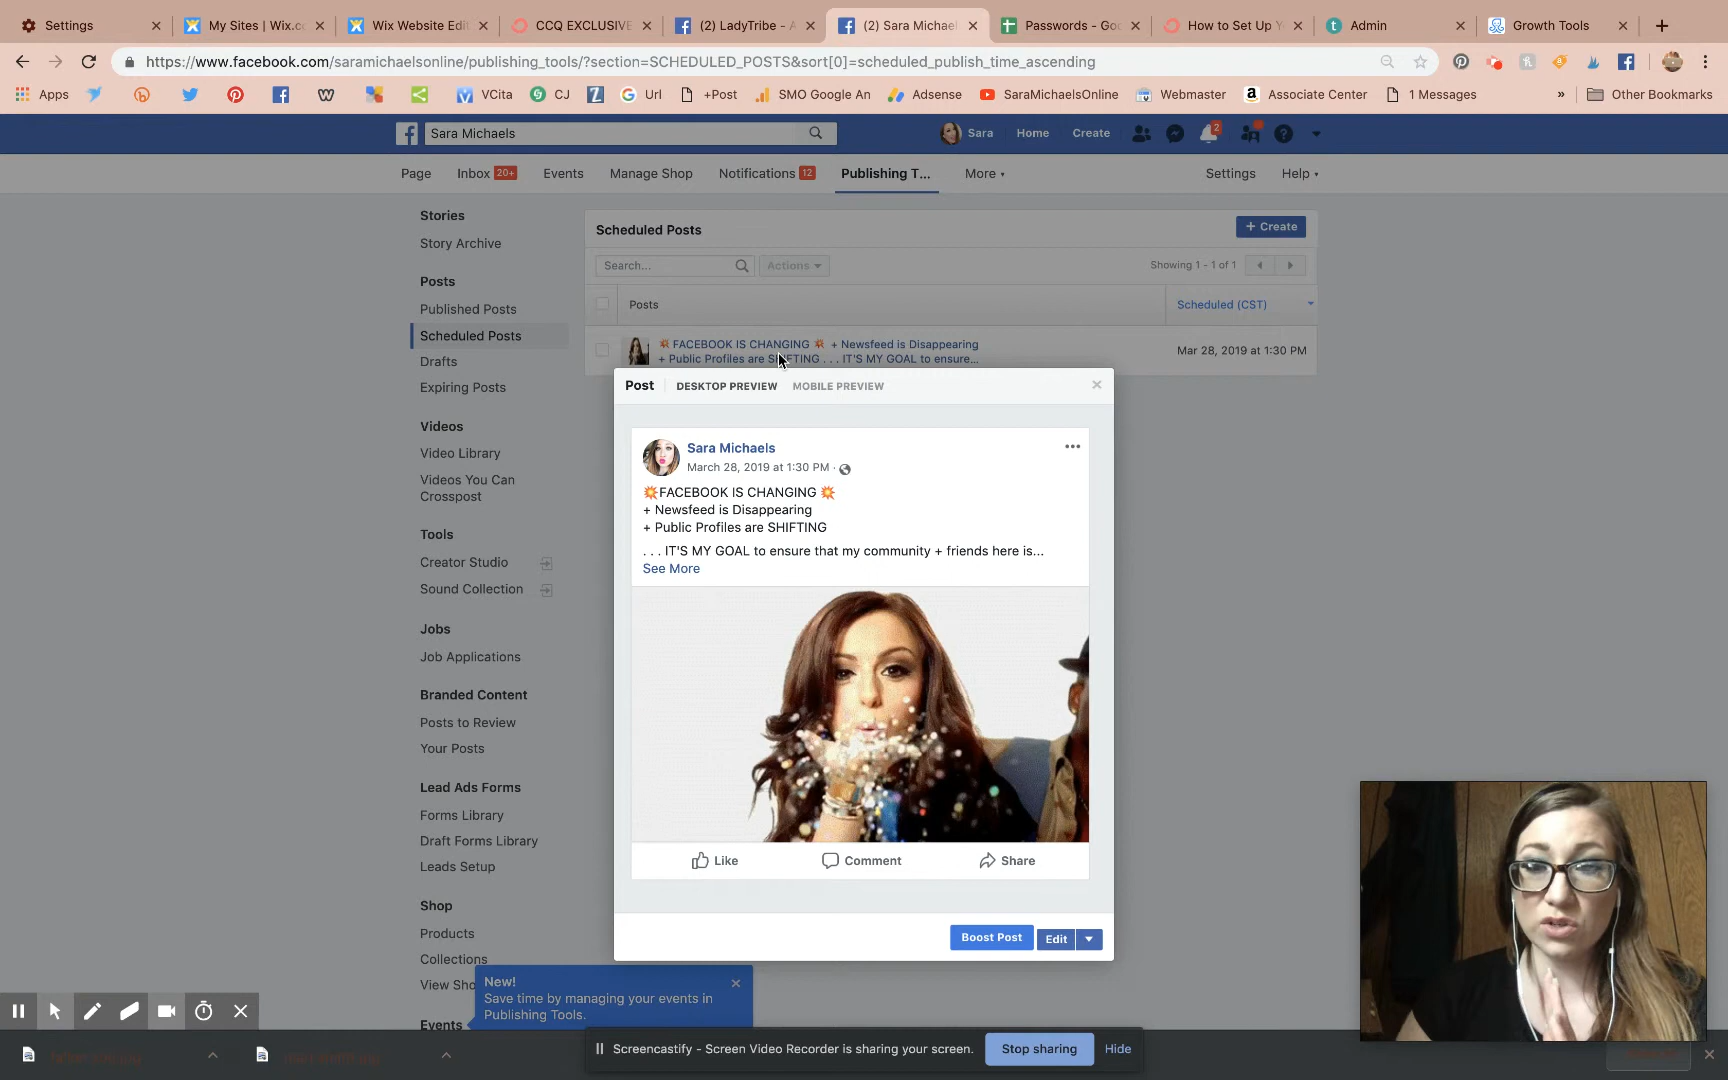 Settings
My Sites | Wix.c
Wix Website Edi
CCQ EXCLUSIVE
(2) LadyTribe - A
(2) Sara Michael
Passwords - Goo
How to Set Up Y
Admin
Growth Tools
https://www.facebook.com/saramichaelsonline/publishing_tools/?section=SCHEDULED_POSTS&sort[0]=scheduled_publish_time_ascending
Apps
VCita
CJ
Url
+Post
SMO Google An
Adsense
SaraMichaelsOnline
Webmaster
Associate Center
1 Messages
»
Other Bookmarks
Sara Michaels
Sara
Home
Create
2
Page
Inbox 20+
Events
Manage Shop
Notifications 12
Publishing T...
More
Settings
Help
Stories
Story Archive
Posts
Published Posts
Scheduled Posts
Drafts
Expiring Posts
Videos
Video Library
Videos You Can
Crosspost
Tools
Creator Studio
Sound Collection
Jobs
Job Applications
Branded Content
Posts to Review
Your Posts
Lead Ads Forms
Forms Library
Draft Forms Library
Leads Setup
Shop
Products
Collections
View Sho
Events
Scheduled Posts
+ Create
Search...
Actions
Showing 1 - 1 of 1
Posts
Scheduled (CST)
💥 FACEBOOK IS CHANGING 💥 + Newsfeed is Disappearing
+ Public Profiles are SHIFTING . . . IT'S MY GOAL to ensure...
Mar 28, 2019 at 1:30 PM
Post
DESKTOP PREVIEW
MOBILE PREVIEW
Sara Michaels
March 28, 2019 at 1:30 PM ·
💥FACEBOOK IS CHANGING 💥
+ Newsfeed is Disappearing
+ Public Profiles are SHIFTING
. . . IT'S MY GOAL to ensure that my community + friends here is...
See More
Like
Comment
Share
Boost Post
Edit
New!
Save time by managing your events in
Publishing Tools.
Screencastify - Screen Video Recorder is sharing your screen.
Stop sharing
Hide